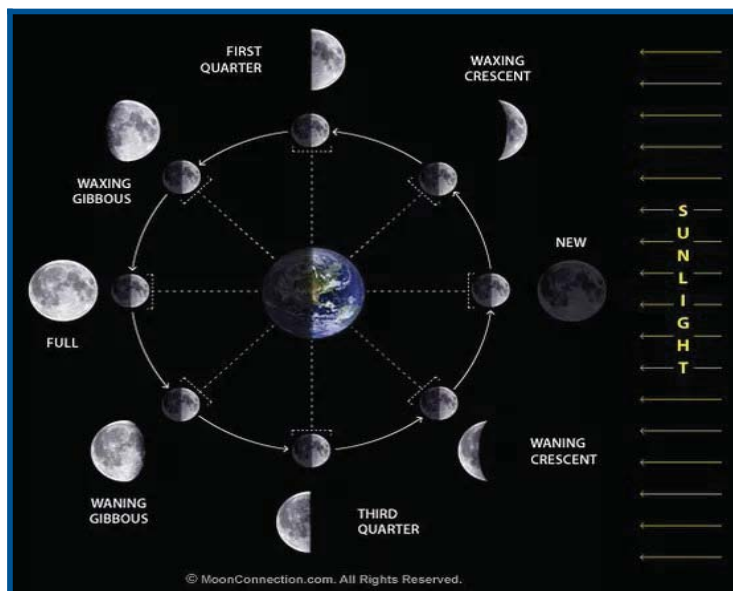 FIRST
QUARTER
WAXING
CRESCENT
WAXING
GIBBOUS
NEW
FULL
WANING
GIBBOUS
THIRD
QUARTER
WANING
CRESCENT
SUNLIGHT
© MoonConnection.com. All Rights Reserved.